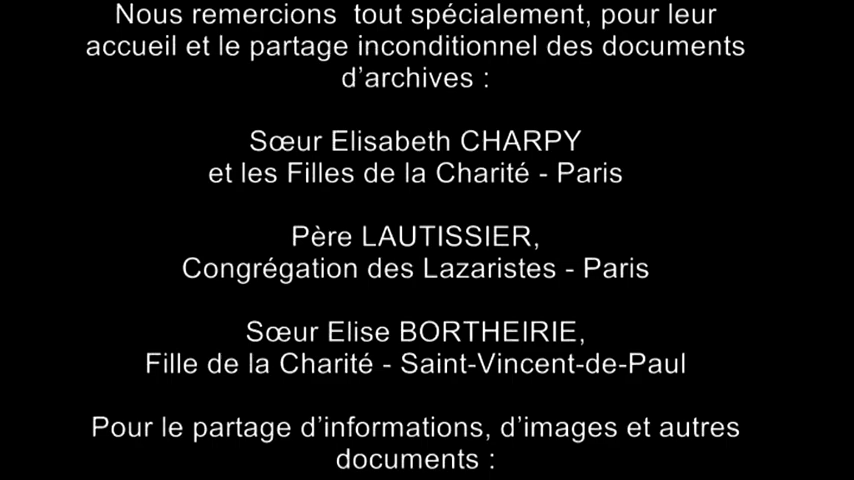 Nous remercions  tout spécialement, pour leur
accueil et le partage inconditionnel des documents
d’archives :
Sœur Elisabeth CHARPY
et les Filles de la Charité - Paris
Père LAUTISSIER,
Congrégation des Lazaristes - Paris
Sœur Elise BORTHEIRIE,
Fille de la Charité - Saint-Vincent-de-Paul
Pour le partage d’informations, d’images et autres
documents :